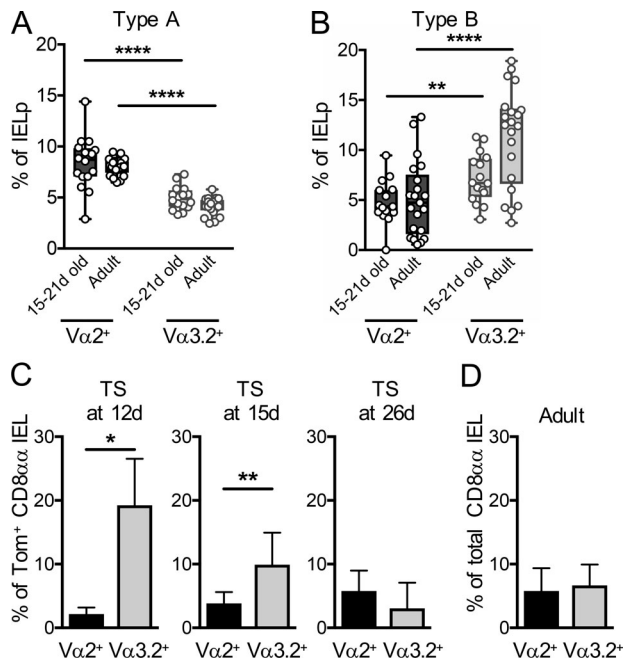 A
Type A
% of IELp
20
15
10
5
0
****
****
15-21d old
Adult
15-21d old
Adult
Vα2⁺
Vα3.2⁺
B
Type B
% of IELp
20
15
10
5
0
****
**
15-21d old
Adult
15-21d old
Adult
Vα2⁺
Vα3.2⁺
C
% of Tom⁺ CD8αα IEL
TS
at 12d
30
20
10
0
*
Vα2⁺ Vα3.2⁺
TS
at 15d
30
20
10
0
**
Vα2⁺ Vα3.2⁺
TS
at 26d
30
20
10
0
Vα2⁺ Vα3.2⁺
D
Adult
% of total CD8αα IEL
30
20
10
0
Vα2⁺ Vα3.2⁺